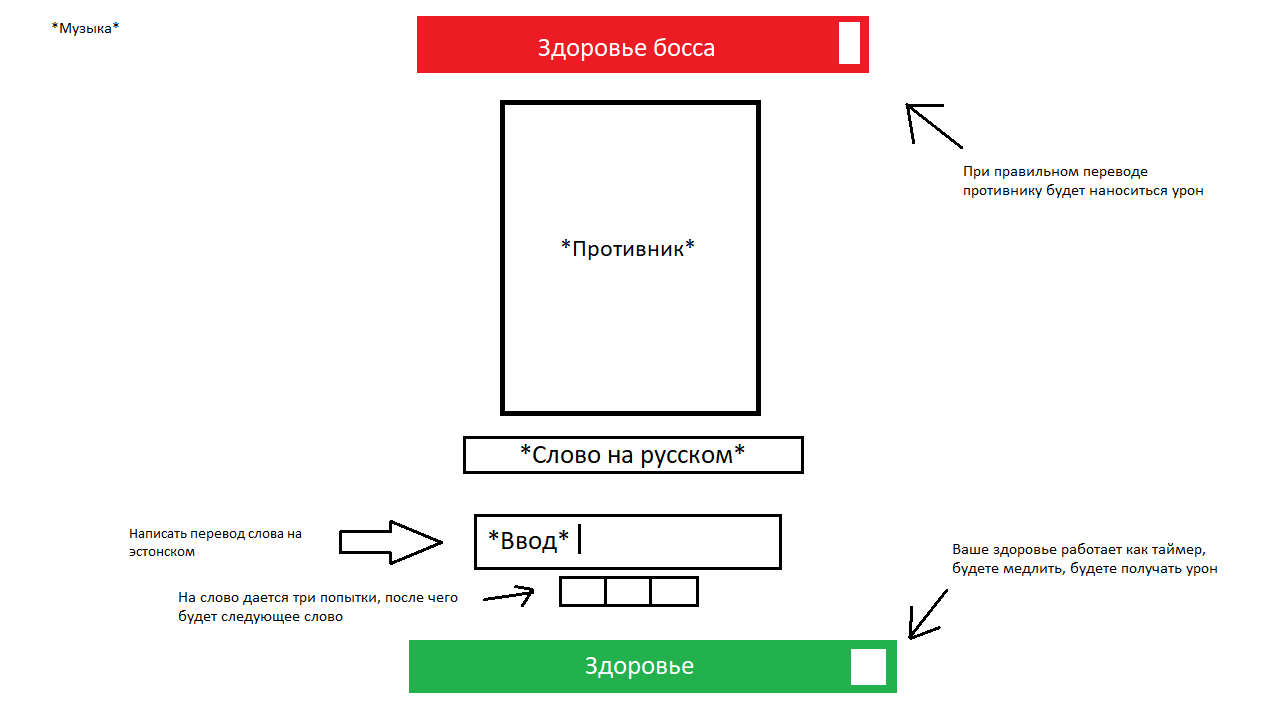 *Музыка*
Здоровье босса
При правильном переводе
противнику будет наноситься урон
*Противник*
*Слово на русском*
Написать перевод слова на
эстонском
*Ввод*
Ваше здоровье работает как таймер,
будете медлить, будете получать урон
На слово дается три попытки, после чего
будет следующее слово
Здоровье